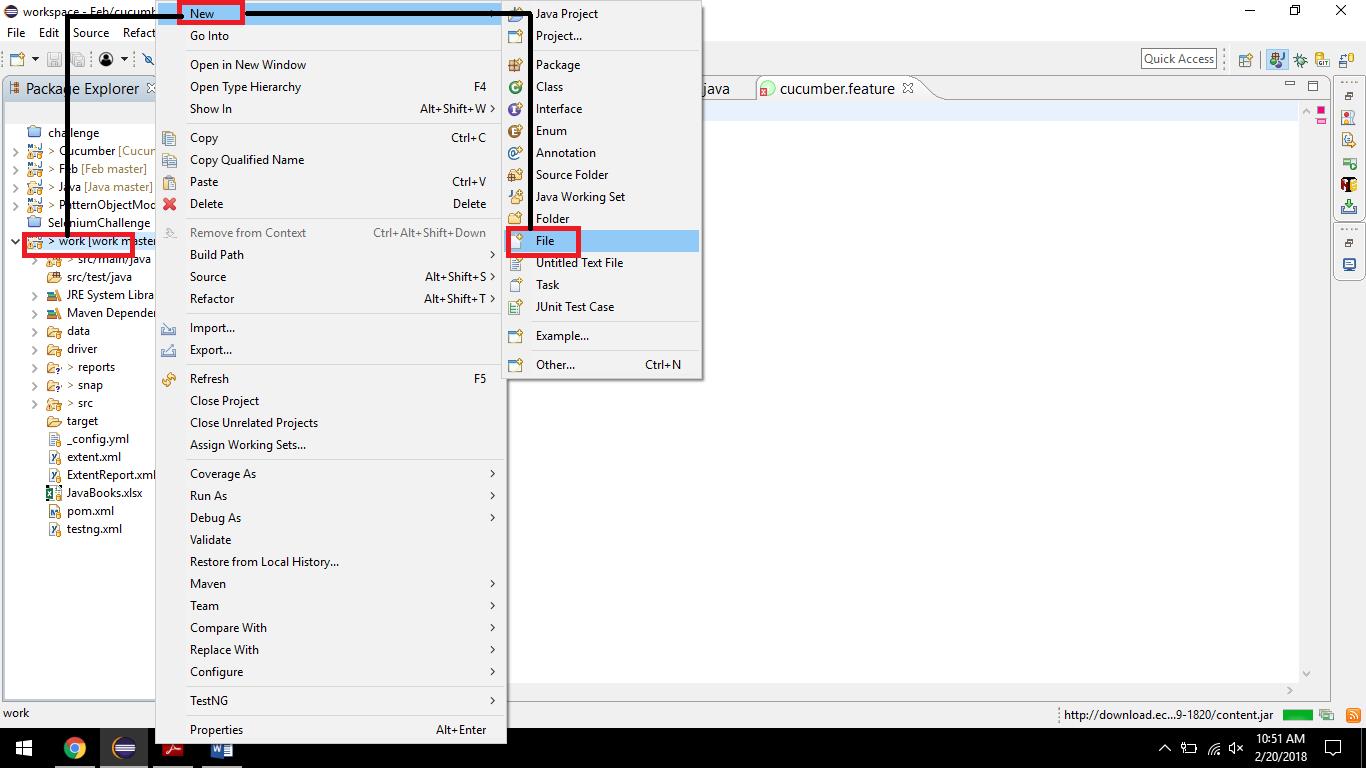 workspace - Feb/cucumb
File Edit Source Refact
Quick Access
Package Explorer
challenge
> Cucumber [Cucun
> Feb [Feb master]
> Java [Java master]
> PatternObjectMod
SeleniumChallenge
> work [work master
> src/main/java
src/test/java
JRE System Libra
Maven Depender
data
driver
> reports
> snap
> src
target
_config.yml
extent.xml
ExtentReport.xml
JavaBooks.xlsx
pom.xml
testng.xml
New
Go Into
Open in New Window
Open Type Hierarchy F4
Show In Alt+Shift+W >
Copy Ctrl+C
Copy Qualified Name
Paste Ctrl+V
Delete Delete
Remove from Context Ctrl+Alt+Shift+Down
Build Path >
Source Alt+Shift+S >
Refactor Alt+Shift+T >
Import...
Export...
Refresh F5
Close Project
Close Unrelated Projects
Assign Working Sets...
Coverage As >
Run As >
Debug As >
Validate
Restore from Local History...
Maven >
Team >
Compare With >
Replace With >
Configure >
TestNG >
Properties Alt+Enter
Java Project
Project...
Package
Class
Interface
Enum
Annotation
Source Folder
Java Working Set
Folder
File
Untitled Text File
Task
JUnit Test Case
Example...
Other... Ctrl+N
java
cucumber.feature
work
http://download.ec...9-1820/content.jar
10:51 AM
2/20/2018